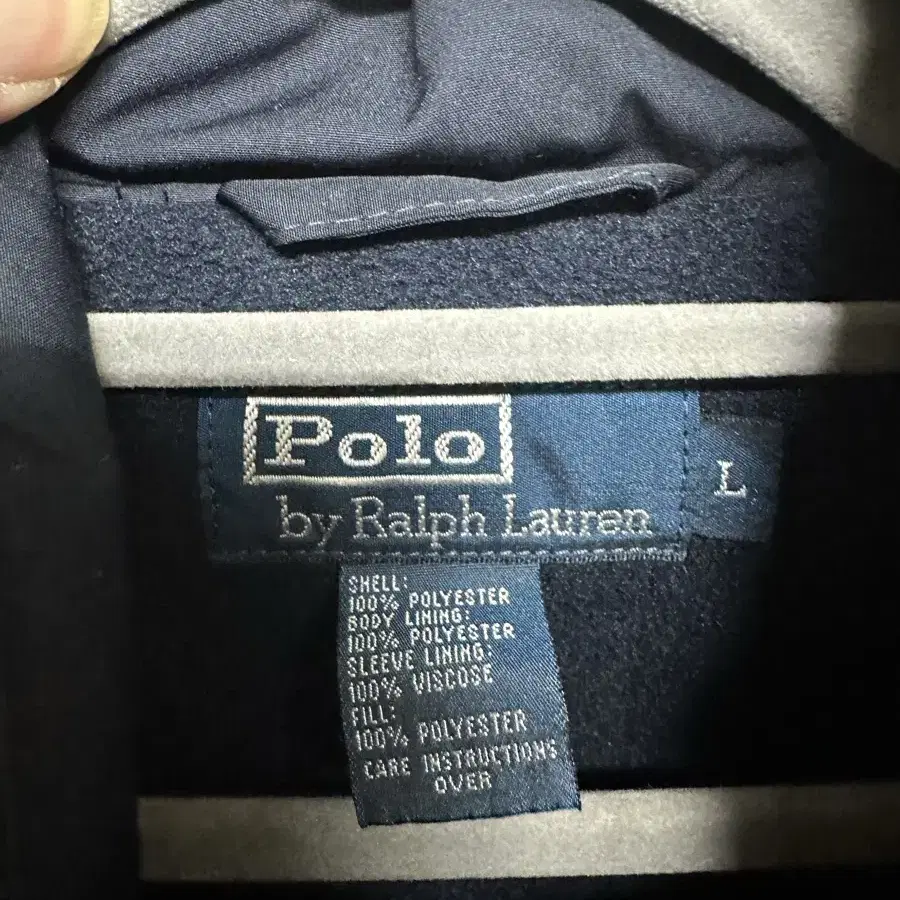 Polo
by Ralph Lauren
L
SHELL:
100% POLYESTER
BODY LINING:
100% POLYESTER
SLEEVE LINING:
100% VISCOSE
FILL:
100% POLYESTER
CARE INSTRUCTIONS
OVER